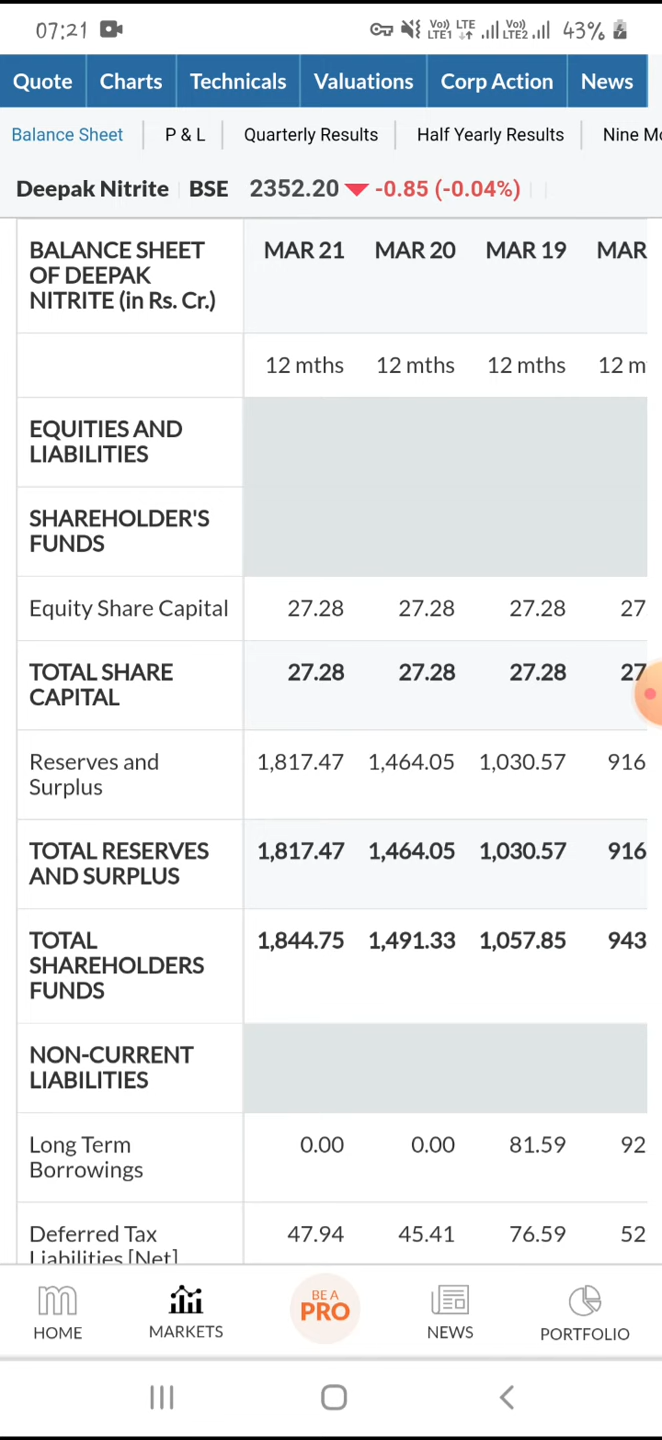 07:21 Vo)) LTE1 LTE Vo)) LTE2 43%
Quote Charts Technicals Valuations Corp Action News
Balance Sheet P & L Quarterly Results Half Yearly Results Nine Mo
Deepak Nitrite BSE 2352.20 -0.85 (-0.04%)
BALANCE SHEET MAR 21 MAR 20 MAR 19 MAR
OF DEEPAK
NITRITE (in Rs. Cr.)
12 mths 12 mths 12 mths 12 m
EQUITIES AND
LIABILITIES
SHAREHOLDER'S
FUNDS
Equity Share Capital 27.28 27.28 27.28 27
TOTAL SHARE 27.28 27.28 27.28 27
CAPITAL
Reserves and 1,817.47 1,464.05 1,030.57 916
Surplus
TOTAL RESERVES 1,817.47 1,464.05 1,030.57 916
AND SURPLUS
TOTAL 1,844.75 1,491.33 1,057.85 943
SHAREHOLDERS
FUNDS
NON-CURRENT
LIABILITIES
Long Term 0.00 0.00 81.59 92
Borrowings
Deferred Tax 47.94 45.41 76.59 52
Liabilities [Net]
BE A
PRO
HOME MARKETS NEWS PORTFOLIO